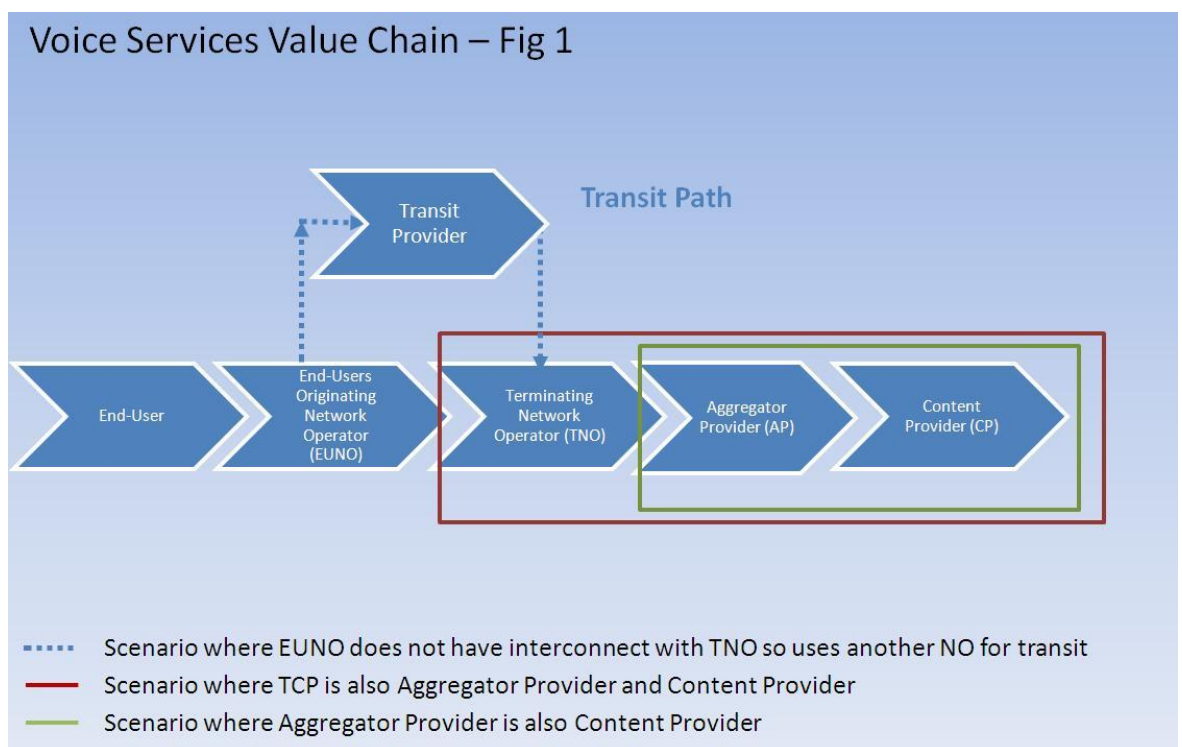 Voice Services Value Chain – Fig 1
Transit
Provider
Transit Path
End-User
End-Users
Originating
Network
Operator
(EUNO)
Terminating
Network
Operator (TNO)
Aggregator
Provider (AP)
Content
Provider (CP)
Scenario where EUNO does not have interconnect with TNO so uses another NO for transit
Scenario where TCP is also Aggregator Provider and Content Provider
Scenario where Aggregator Provider is also Content Provider